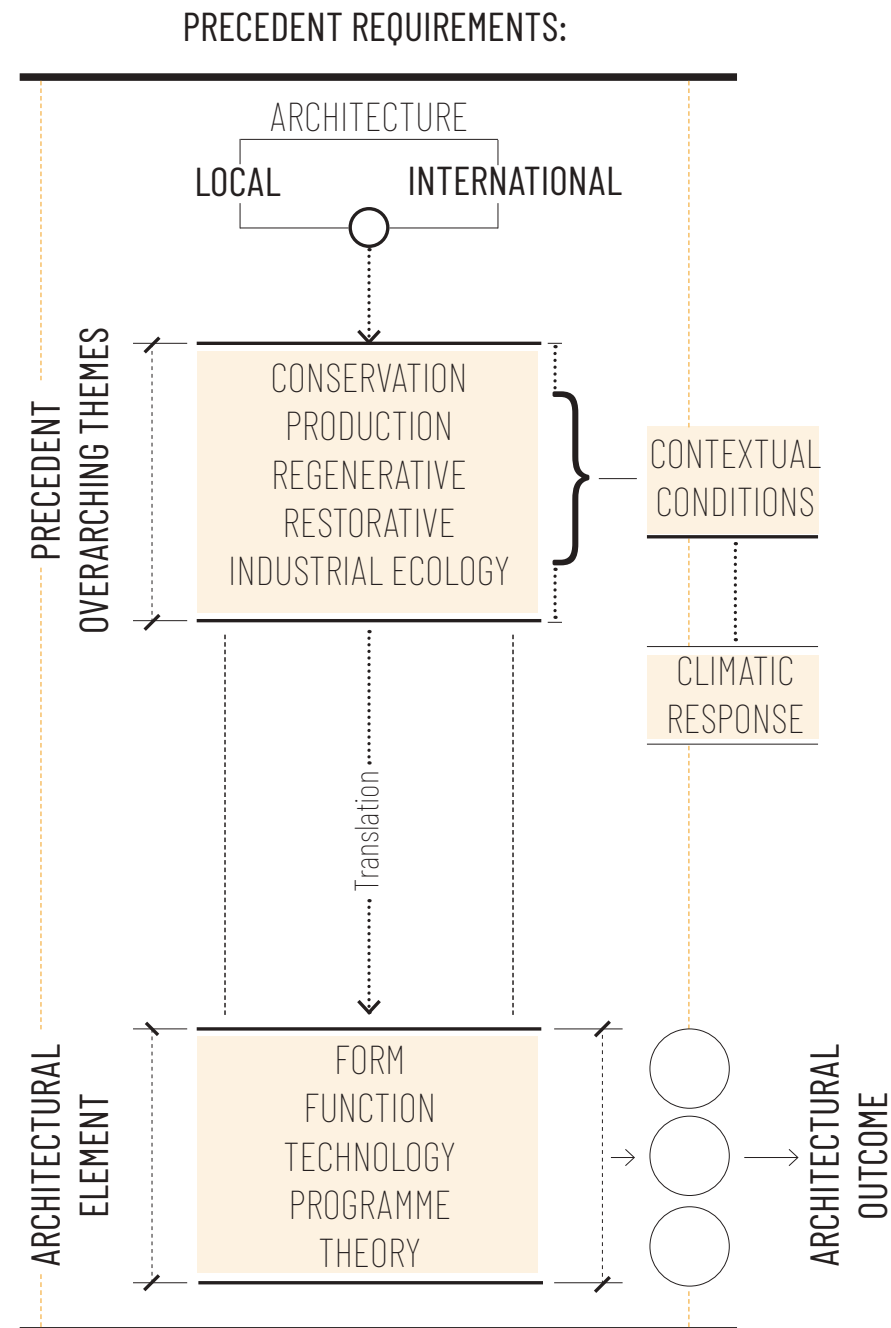 PRECEDENT REQUIREMENTS:
ARCHITECTURE
LOCAL
INTERNATIONAL
PRECEDENT
OVERARCHING THEMES
CONSERVATION
PRODUCTION
REGENERATIVE
RESTORATIVE
INDUSTRIAL ECOLOGY
CONTEXTUAL
CONDITIONS
CLIMATIC
RESPONSE
Translation
ARCHITECTURAL
ELEMENT
FORM
FUNCTION
TECHNOLOGY
PROGRAMME
THEORY
ARCHITECTURAL
OUTCOME